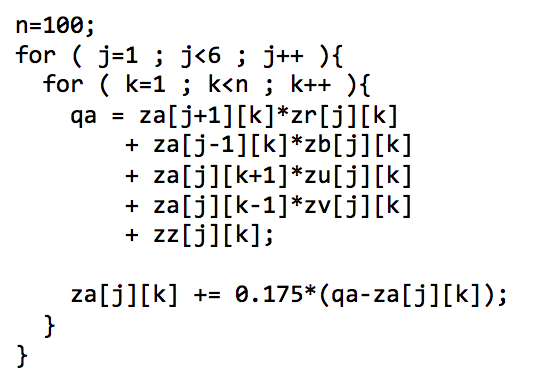 n=100;
for ( j=1 ; j<6 ; j++ ){
  for ( k=1 ; k<n ; k++ ){
    qa = za[j+1][k]*zr[j][k]
       + za[j-1][k]*zb[j][k]
       + za[j][k+1]*zu[j][k]
       + za[j][k-1]*zv[j][k]
       + zz[j][k];

    za[j][k] += 0.175*(qa-za[j][k]);
  }
}